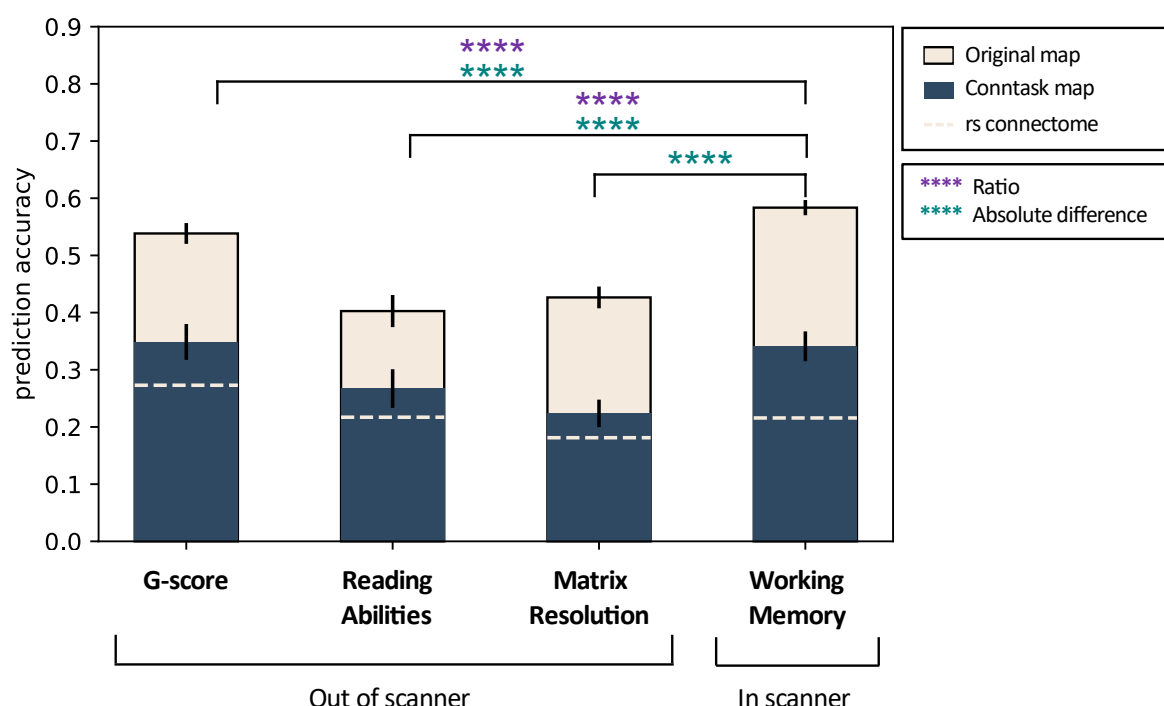 0.9
0.8
0.7
0.6
0.5
0.4
0.3
0.2
0.1
0.0
prediction accuracy
****
****
****
****
****
Original map
Conntask map
rs connectome
**** Ratio
**** Absolute difference
G-score
Reading
Abilities
Matrix
Resolution
Working
Memory
Out of scanner
In scanner